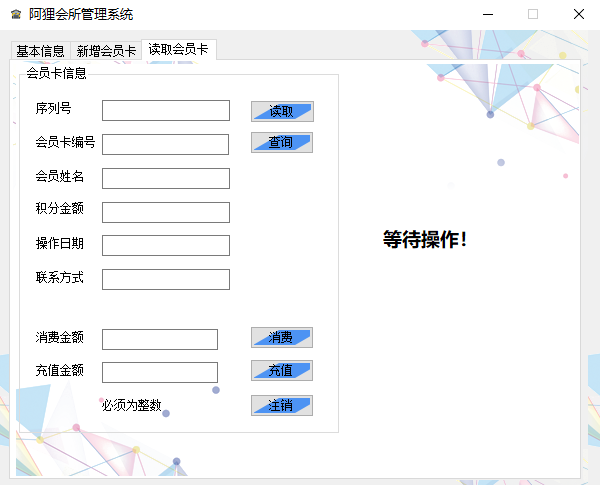 阿狸会所管理系统
基本信息 新增会员卡 读取会员卡
会员卡信息
序列号 读取
会员卡编号 查询
会员姓名
积分金额
操作日期
等待操作！
联系方式
消费金额 消费
充值金额 充值
必须为整数 注销